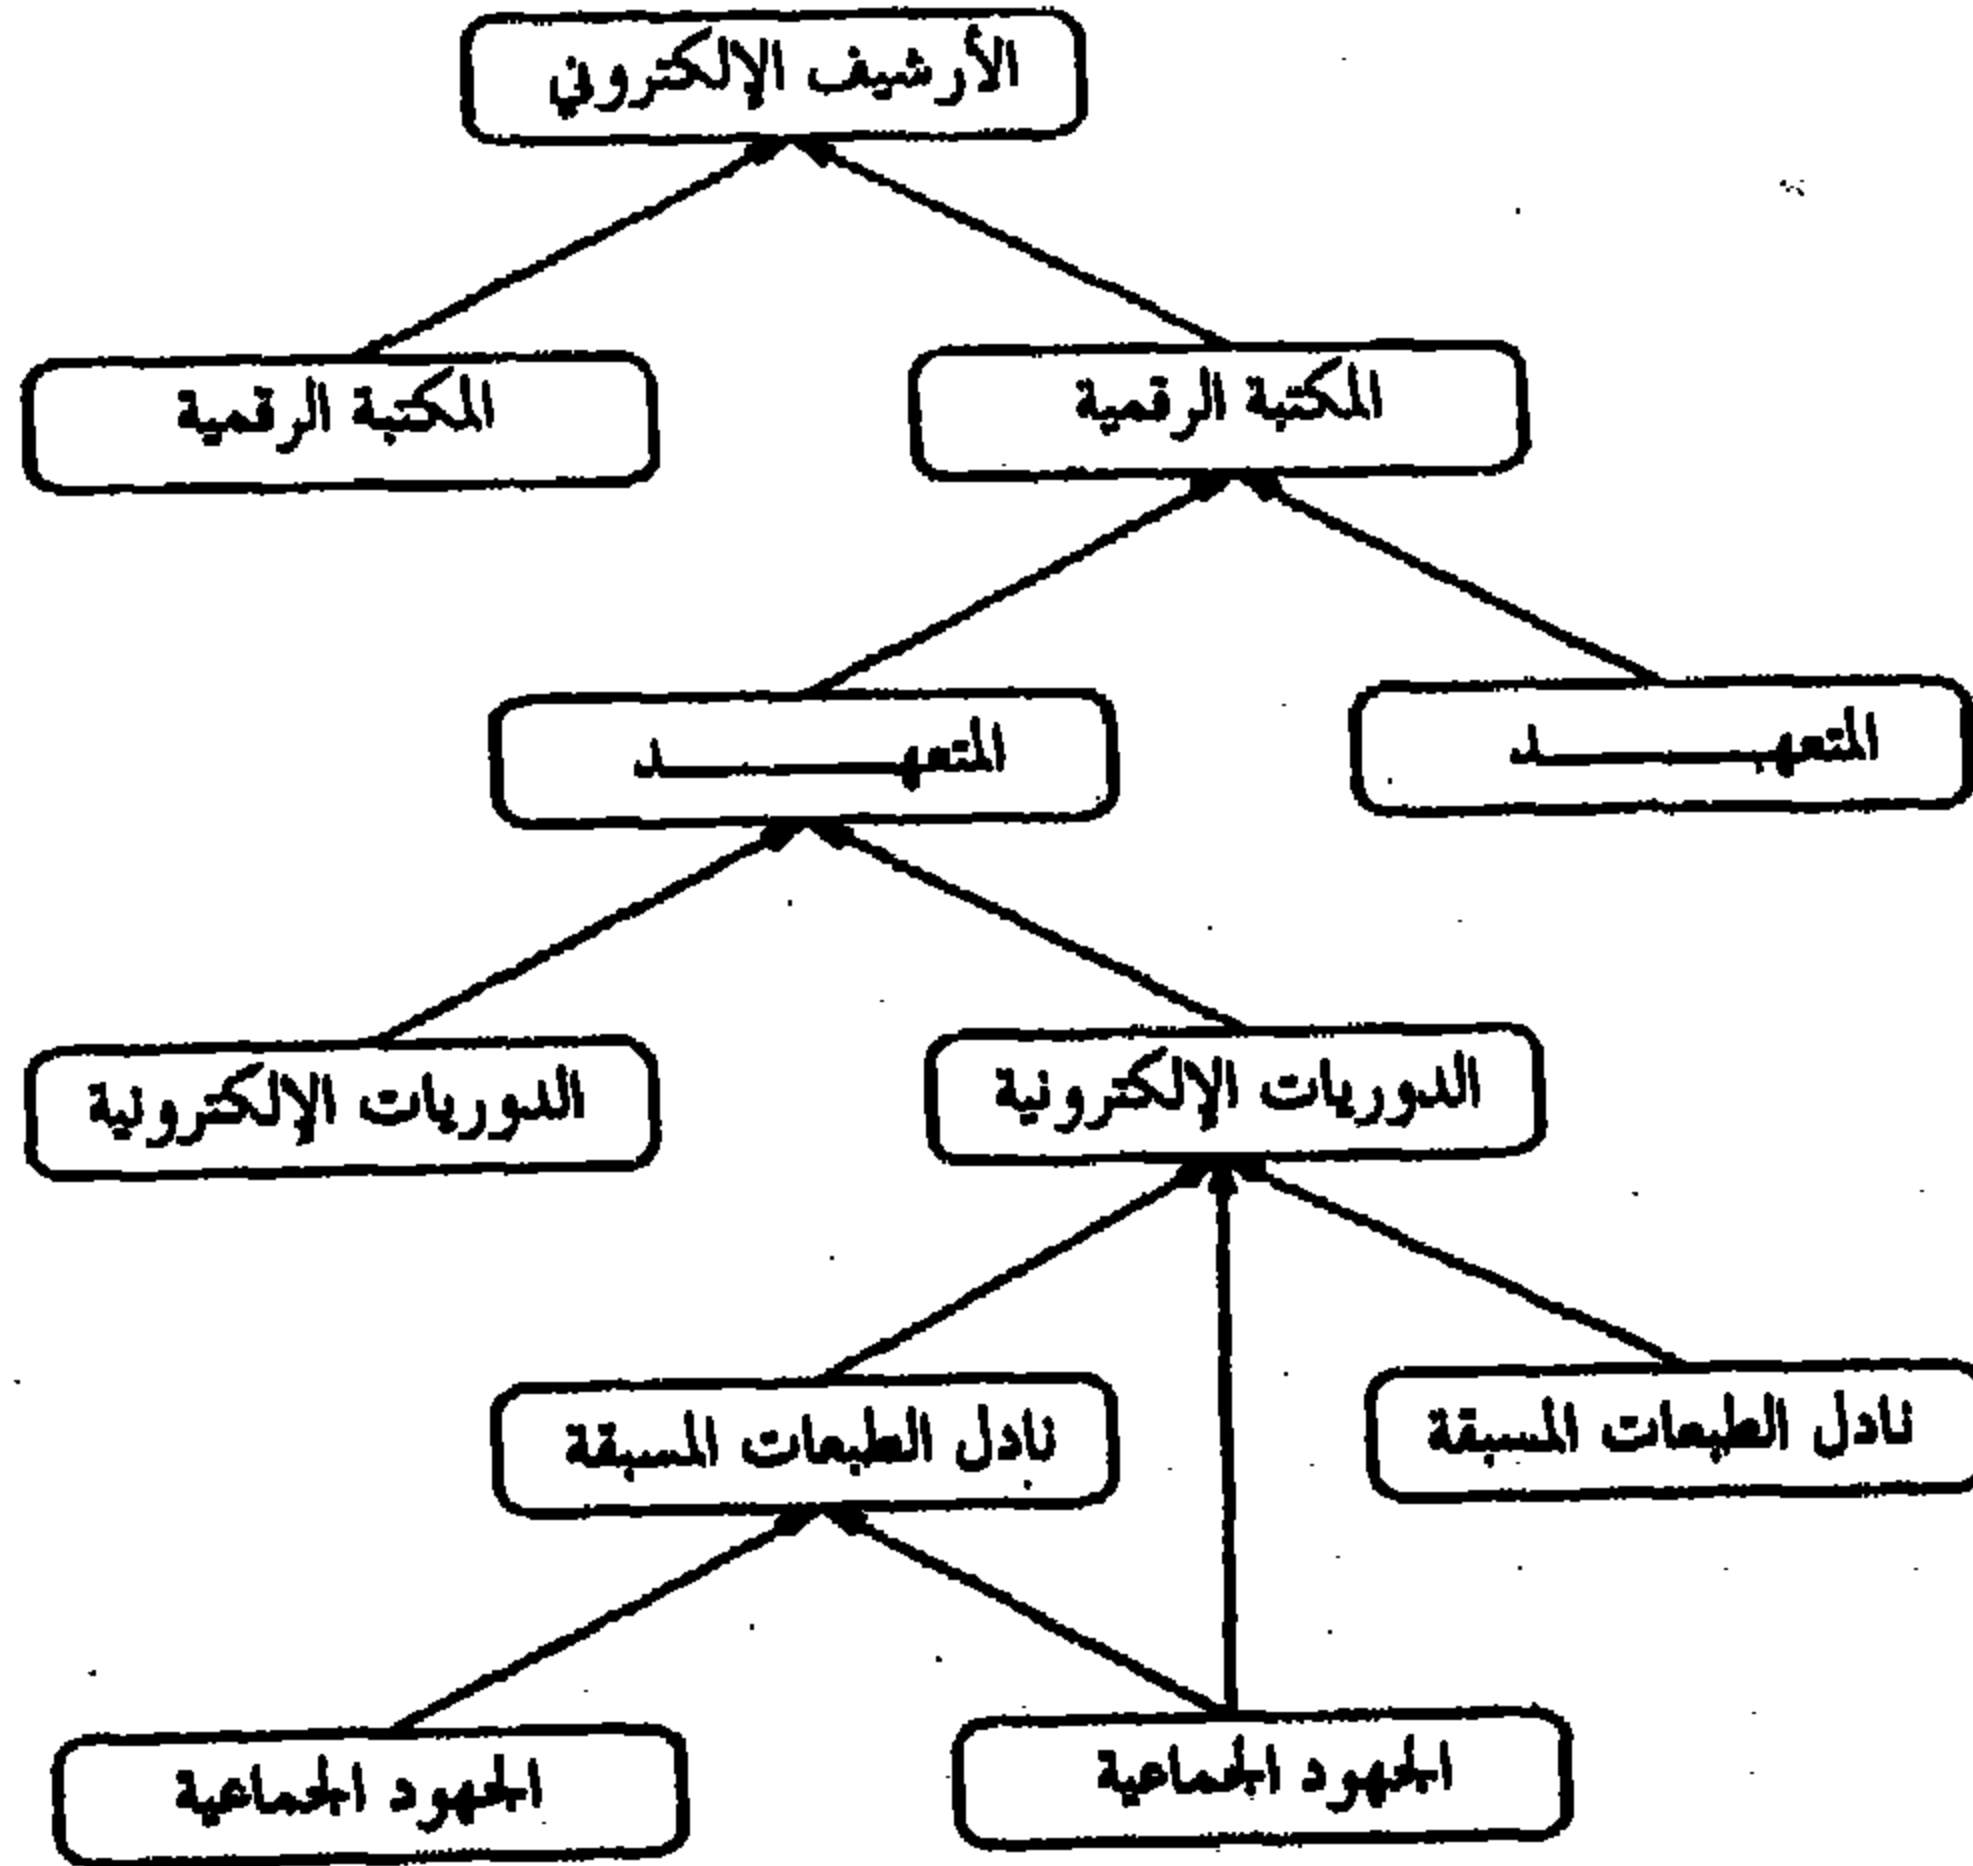 الأرشيف الإلكتروني
المكتبة الرقمية
المكتبة الرقمية
المتعهـــــــــد
المتعهـــــــــد
الدوريات الإلكترونية
الدوريات الإلكترونية
تبادل الطبعات المسبقة
تبادل الطبعات المسبقة
الجهود الجماعية
الجهود الجماعية